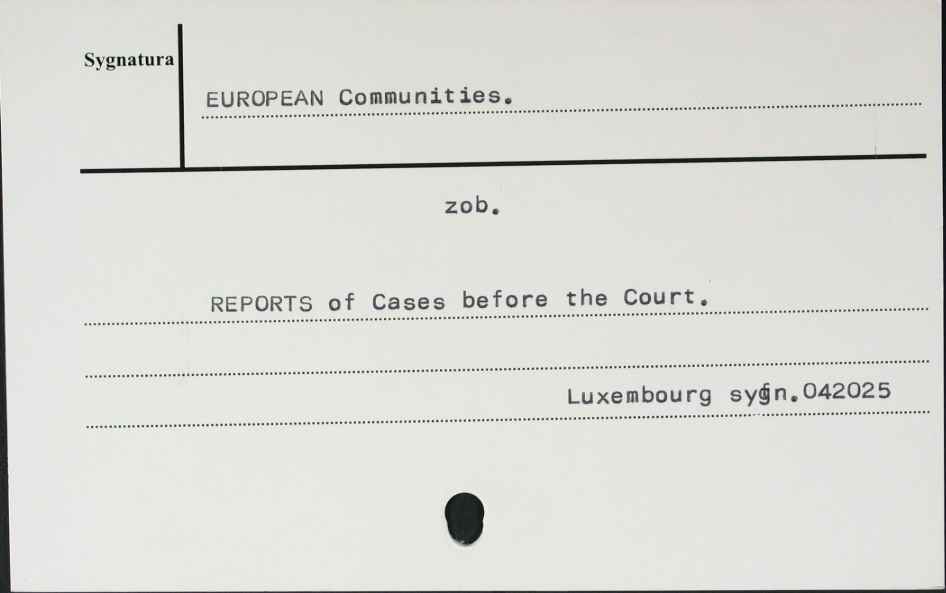 Sygnatura
EUROPEAN Communities.
zob.
REPORTS of Cases before the Court.
Luxembourg sygn.042025